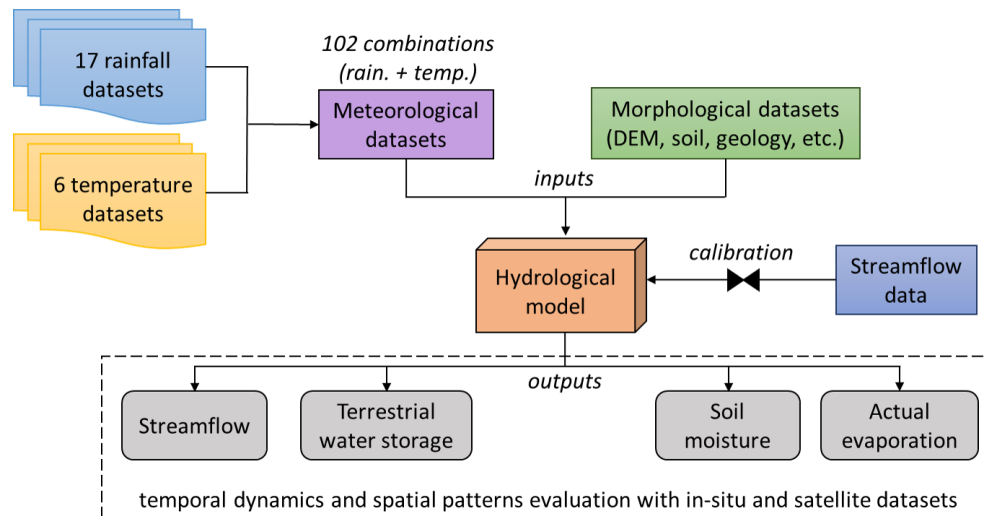 17 rainfall
datasets
6 temperature
datasets
102 combinations
(rain. + temp.)
Meteorological
datasets
Morphological datasets
(DEM, soil, geology, etc.)
inputs
Hydrological
model
calibration
Streamflow
data
outputs
Streamflow
Terrestrial
water storage
Soil
moisture
Actual
evaporation
temporal dynamics and spatial patterns evaluation with in-situ and satellite datasets